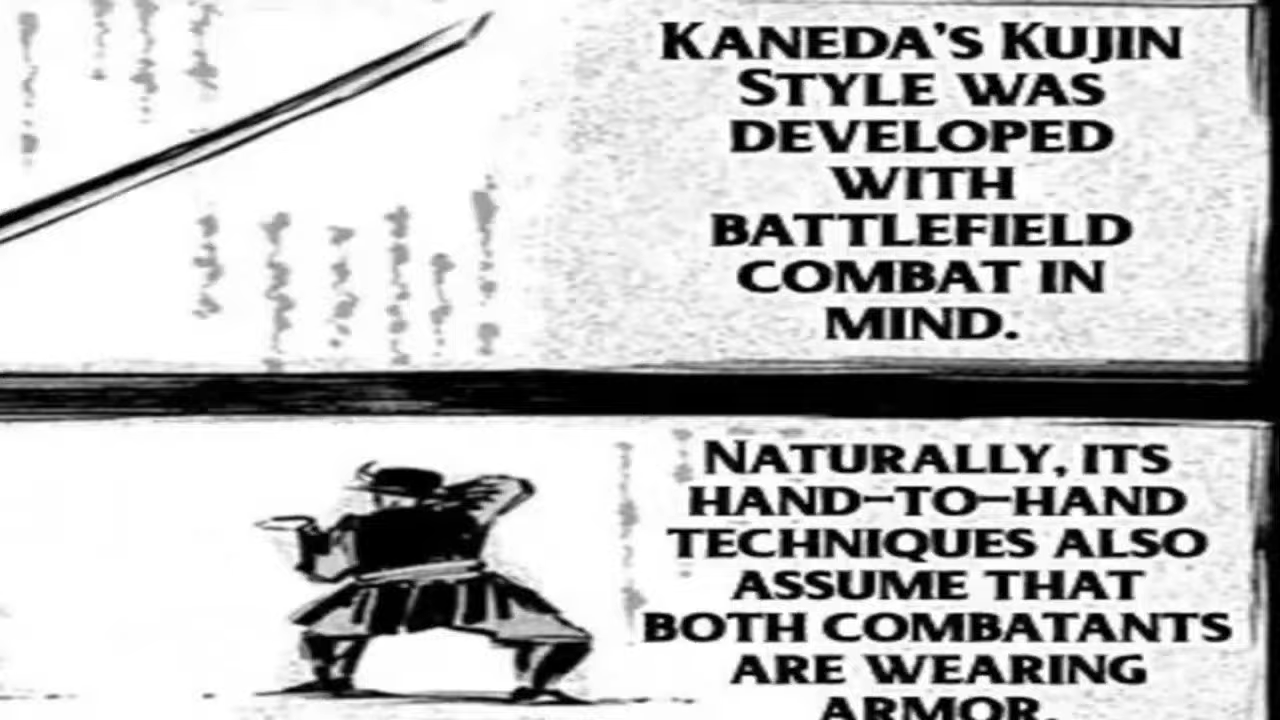 KANEDA'S KUJIN
STYLE WAS
DEVELOPED
WITH
BATTLEFIELD
COMBAT IN
MIND.
NATURALLY, ITS
HAND-TO-HAND
TECHNIQUES ALSO
ASSUME THAT
BOTH COMBATANTS
ARE WEARING
ARMOR.